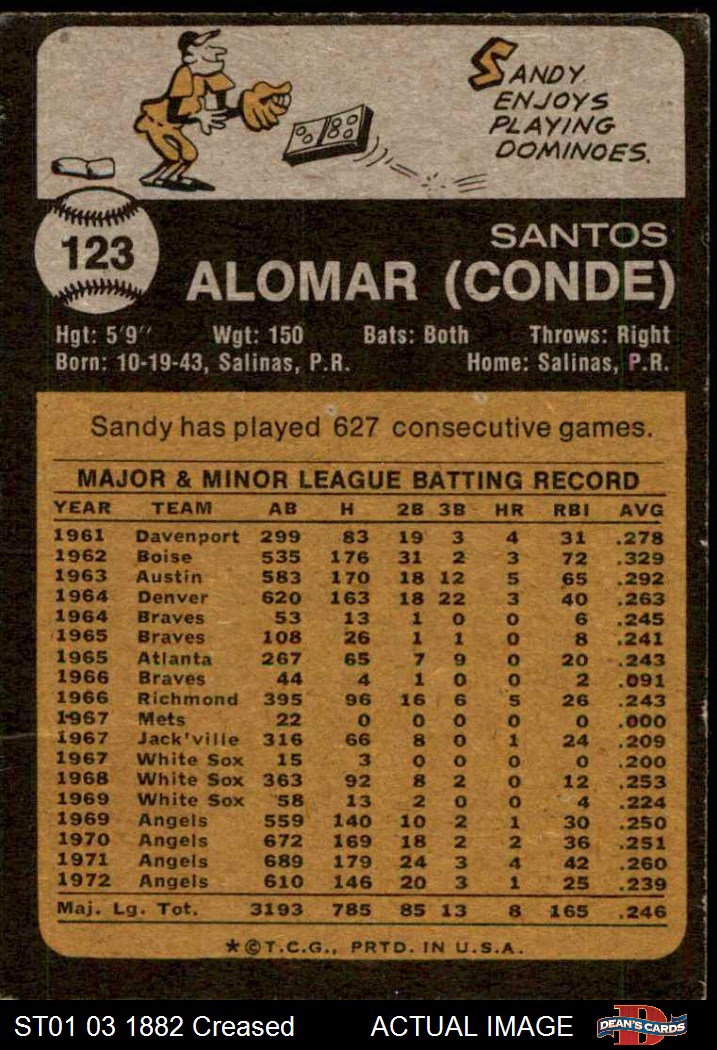 SANDY
ENJOYS
PLAYING
DOMINOES.
123
SANTOS
ALOMAR (CONDE)
Hgt: 5'9" Wgt: 150 Bats: Both Throws: Right
Born: 10-19-43, Salinas, P.R. Home: Salinas, P.R.
Sandy has played 627 consecutive games.
MAJOR & MINOR LEAGUE BATTING RECORD
YEAR TEAM AB H 2B 3B HR RBI AVG
1961 Davenport 299 83 19 3 4 31 .278
1962 Boise 535 176 31 2 3 72 .329
1963 Austin 583 170 18 12 5 65 .292
1964 Denver 620 163 18 22 3 40 .263
1964 Braves 53 13 1 0 0 6 .245
1965 Braves 108 26 1 1 0 8 .241
1965 Atlanta 267 65 7 9 0 20 .243
1966 Braves 44 4 1 0 0 2 .091
1966 Richmond 395 96 16 6 5 26 .243
1967 Mets 22 0 0 0 0 0 .000
1967 Jack'ville 316 66 8 0 1 24 .209
1967 White Sox 15 3 0 0 0 0 .200
1968 White Sox 363 92 8 2 0 12 .253
1969 White Sox 58 13 2 0 0 4 .224
1969 Angels 559 140 10 2 1 30 .250
1970 Angels 672 169 18 2 2 36 .251
1971 Angels 689 179 24 3 4 42 .260
1972 Angels 610 146 20 3 1 25 .239
Maj. Lg. Tot. 3193 785 85 13 8 165 .246
*©T.C.G., PRTD. IN U.S.A.
ST01 03 1882 Creased ACTUAL IMAGE D DEAN'S CARDS